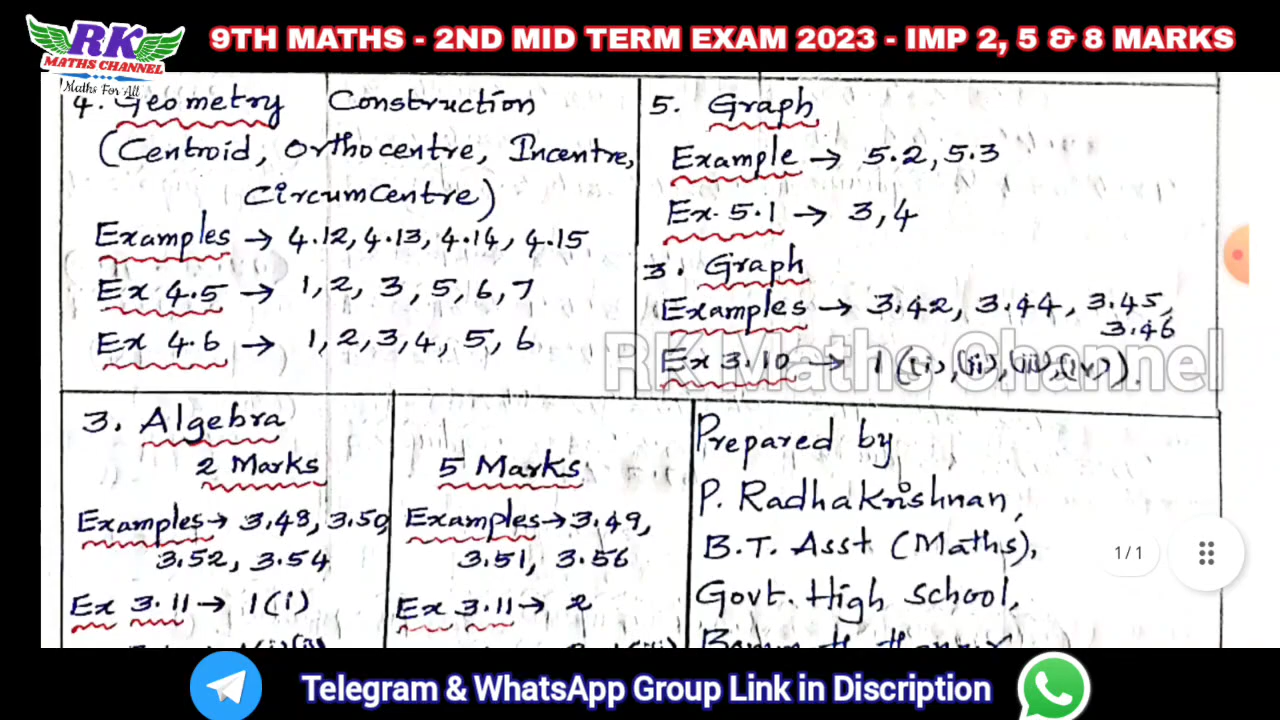 RK
MATHS CHANNEL
Maths For All
9TH MATHS - 2ND MID TERM EXAM 2023 - IMP 2, 5 & 8 MARKS
4. Geometry Construction
(Centroid, Orthocentre, Incentre,
CircumCentre)
Examples → 4.12, 4.13, 4.14, 4.15
Ex 4.5 → 1, 2, 3, 5, 6, 7
Ex 4.6 → 1, 2, 3, 4, 5, 6
5. Graph
Example → 5.2, 5.3
Ex. 5.1 → 3, 4
3. Graph
Examples → 3.42, 3.44, 3.45,
3.46
Ex 3.10 → 1 ((i), (ii), (iii), (iv)).
RK Maths Channel
3. Algebra
2 Marks
Examples → 3.48, 3.50,
3.52, 3.54
Ex 3.11 → 1(i)
5 Marks
Examples → 3.49,
3.51, 3.56
Ex 3.11 → 2
Prepared by
P. Radhakrishnan,
B.T. Asst (Maths),
Govt. High School,
1/1
Telegram & WhatsApp Group Link in Discription